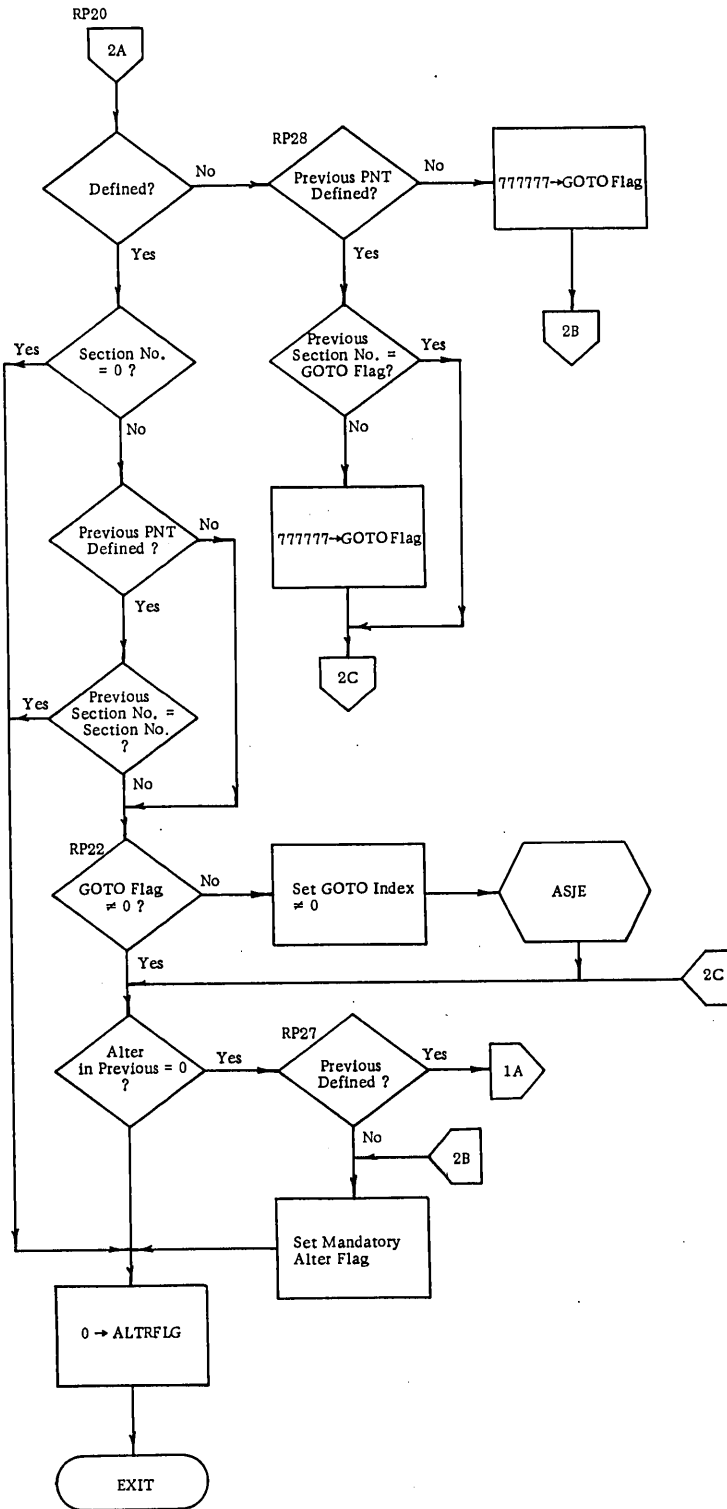 RP20
2A
Defined?
No
RP28
Previous PNT
Defined?
No
777777→GOTO Flag
Yes
Yes
2B
Yes
Section No.
= 0 ?
Previous
Section No. =
GOTO Flag?
Yes
No
No
Previous PNT
Defined ?
No
777777→GOTO Flag
Yes
2C
Yes
Previous
Section No. =
Section No.
?
No
RP22
GOTO Flag
≠ 0 ?
No
Set GOTO Index
≠ 0
ASJE
Yes
2C
Alter
in Previous = 0
?
Yes
RP27
Previous
Defined ?
Yes
1A
No
2B
Set Mandatory
Alter Flag
0 → ALTRFLG
EXIT